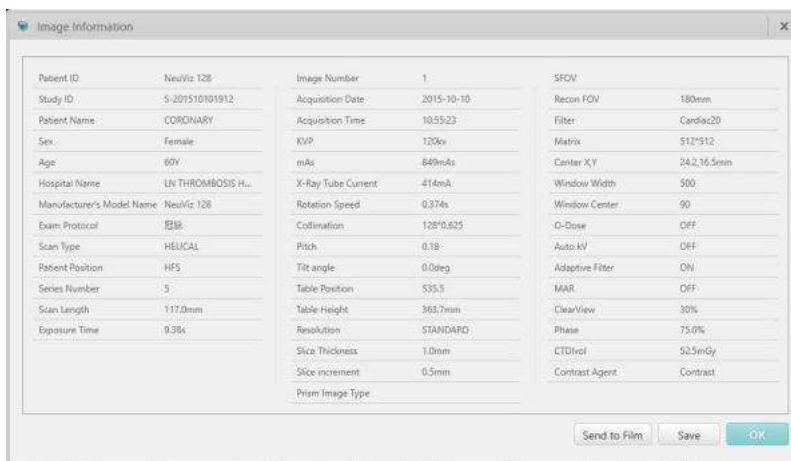 Image Information
Patient ID NeuViz 128
Study ID S-201510101912
Patient Name CORONARY
Sex Female
Age 60Y
Hospital Name LN THROMBOSIS H...
Manufacturer's Model Name NeuViz 128
Exam Protocol 冠脉
Scan Type HELICAL
Patient Position HFS
Series Number 5
Scan Length 117.0mm
Exposure Time 9.38s
Image Number 1
Acquisition Date 2015-10-10
Acquisition Time 10:55:23
KVP 120kv
mAs 849mAs
X-Ray Tube Current 414mA
Rotation Speed 0.374s
Collimation 128*0.625
Pitch 0.18
Tilt angle 0.0deg
Table Position 535.5
Table Height 363.7mm
Resolution STANDARD
Slice Thickness 1.0mm
Slice increment 0.5mm
Prism Image Type
SFOV
Recon FOV 180mm
Filter Cardiac20
Matrix 512*512
Center X,Y 24.2,16.5mm
Window Width 500
Window Center 90
O-Dose OFF
Auto kV OFF
Adaptive Filter ON
MAR OFF
ClearView 30%
Phase 75.0%
CTDIvol 52.5mGy
Contrast Agent Contrast
Send to Film Save OK